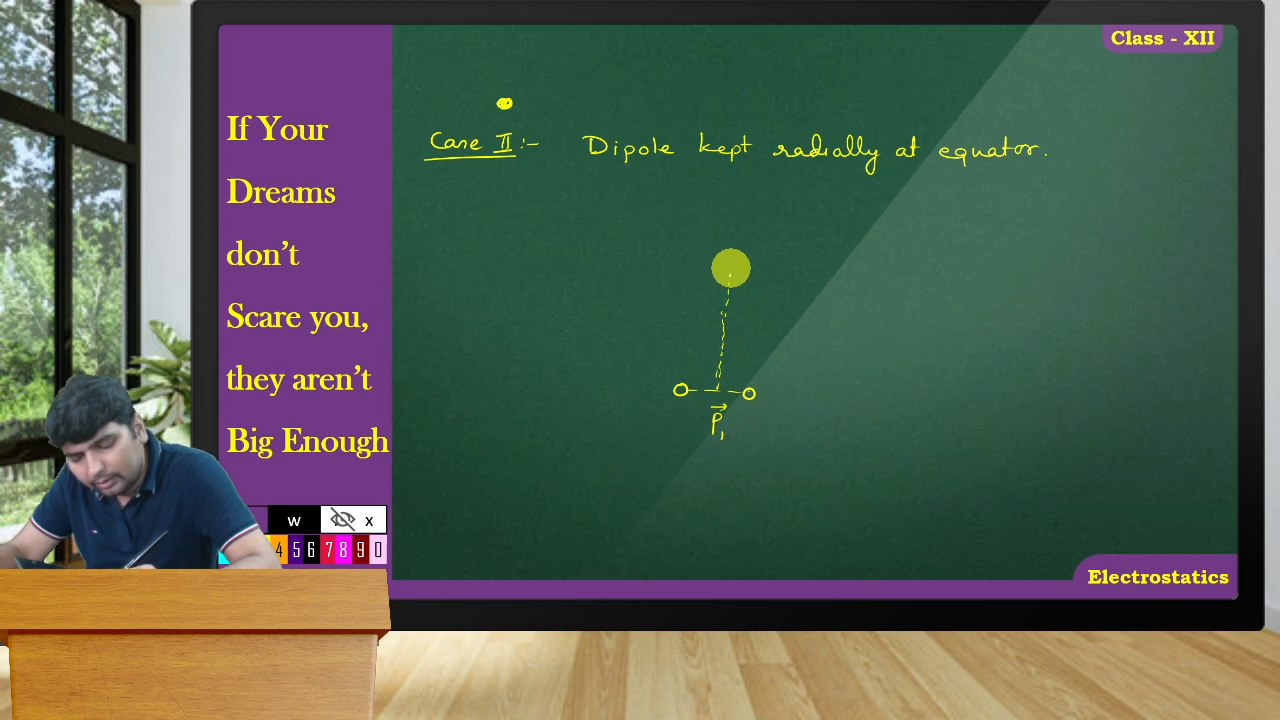 Class - XII
If Your
Dreams
don't
Scare you,
they aren't
Big Enough
Case II :- Dipole kept radially at equator.
P₁
w x
4 5 6 7 8 9 0
Electrostatics